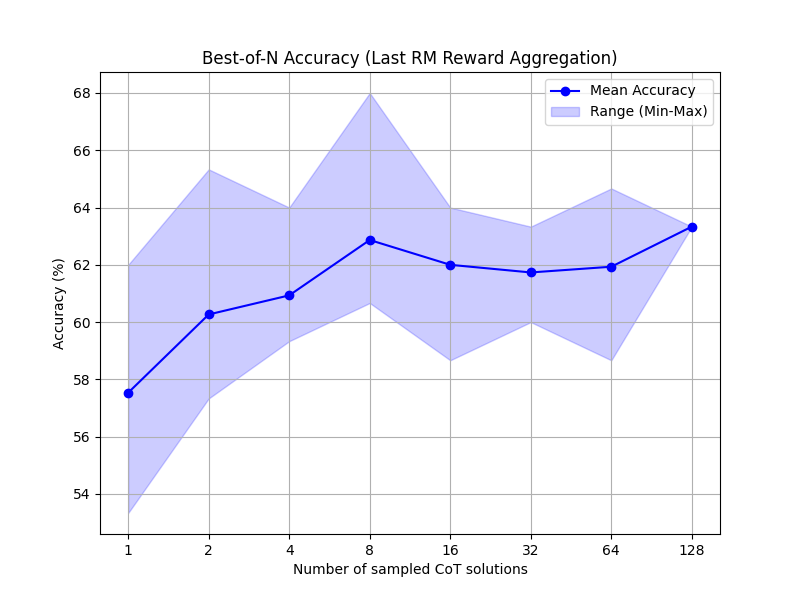 Best-of-N Accuracy (Last RM Reward Aggregation)
Mean Accuracy
Range (Min-Max)
Accuracy (%)
68
66
64
62
60
58
56
54
1 2 4 8 16 32 64 128
Number of sampled CoT solutions